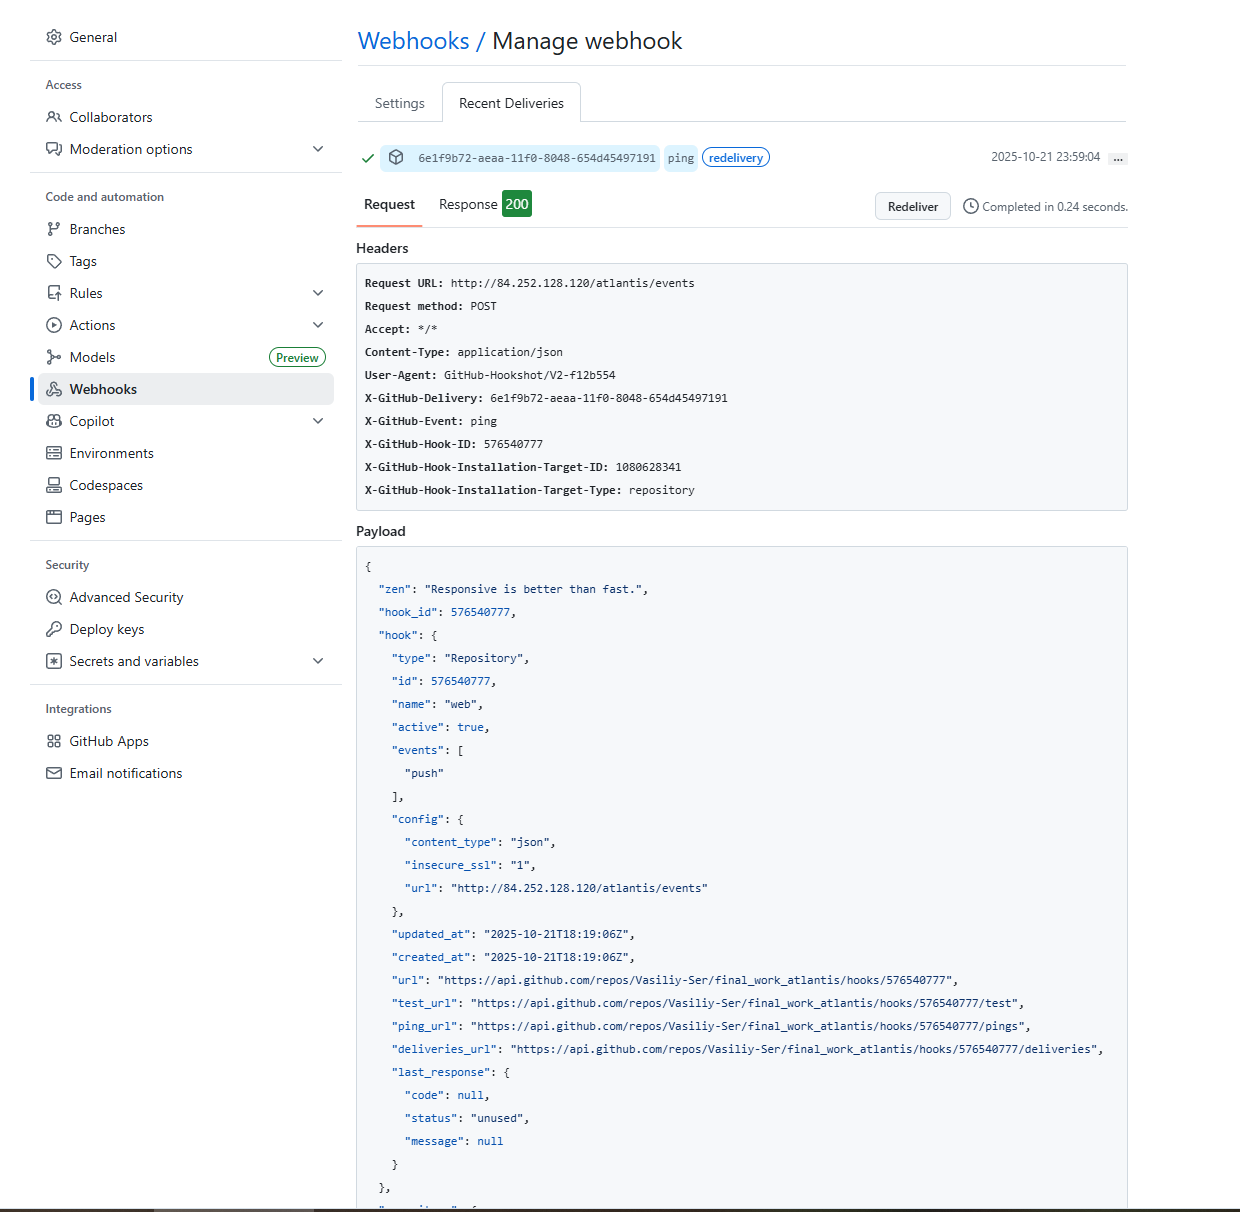 General
Access
Collaborators
Moderation options
Code and automation
Branches
Tags
Rules
Actions
Models Preview
Webhooks
Copilot
Environments
Codespaces
Pages
Security
Advanced Security
Deploy keys
Secrets and variables
Integrations
GitHub Apps
Email notifications
Webhooks / Manage webhook
Settings Recent Deliveries
6e1f9b72-aeaa-11f0-8048-654d45497191 ping redelivery 2025-10-21 23:59:04 ...
Request Response 200 Redeliver Completed in 0.24 seconds.
Headers
Request URL: http://84.252.128.120/atlantis/events
Request method: POST
Accept: */*
Content-Type: application/json
User-Agent: GitHub-Hookshot/V2-f12b554
X-GitHub-Delivery: 6e1f9b72-aeaa-11f0-8048-654d45497191
X-GitHub-Event: ping
X-GitHub-Hook-ID: 576540777
X-GitHub-Hook-Installation-Target-ID: 1080628341
X-GitHub-Hook-Installation-Target-Type: repository
Payload
{
"zen": "Responsive is better than fast.",
"hook_id": 576540777,
"hook": {
"type": "Repository",
"id": 576540777,
"name": "web",
"active": true,
"events": [
"push"
],
"config": {
"content_type": "json",
"insecure_ssl": "1",
"url": "http://84.252.128.120/atlantis/events"
},
"updated_at": "2025-10-21T18:19:06Z",
"created_at": "2025-10-21T18:19:06Z",
"url": "https://api.github.com/repos/Vasiliy-Ser/final_work_atlantis/hooks/576540777",
"test_url": "https://api.github.com/repos/Vasiliy-Ser/final_work_atlantis/hooks/576540777/test",
"ping_url": "https://api.github.com/repos/Vasiliy-Ser/final_work_atlantis/hooks/576540777/pings",
"deliveries_url": "https://api.github.com/repos/Vasiliy-Ser/final_work_atlantis/hooks/576540777/deliveries",
"last_response": {
"code": null,
"status": "unused",
"message": null
}
},